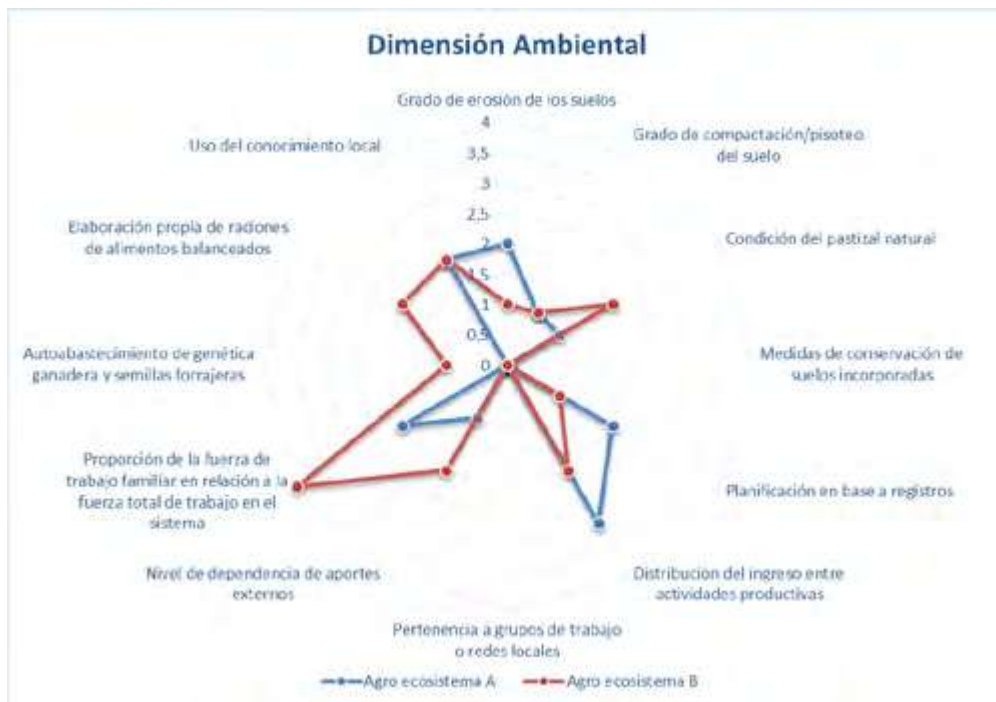 Dimensión Ambiental
Grado de erosión de los suelos
4
3,5
3
2,5
2
1,5
1
0,5
0
Grado de compactación/pisoteo
del suelo
Condición del pastizal natural
Medidas de conservación de
suelos incorporadas
Planificación en base a registros
Distribución del ingreso entre
actividades productivas
Pertenencia a grupos de trabajo
o redes locales
Nivel de dependencia de aportes
externos
Proporción de la fuerza de
trabajo familiar en relación a la
fuerza total de trabajo en el
sistema
Autoabastecimiento de genética
ganadera y semillas forrajeras
Elaboración propia de raciones
de alimentos balanceados
Uso del conocimiento local
Agro ecosistema A
Agro ecosistema B